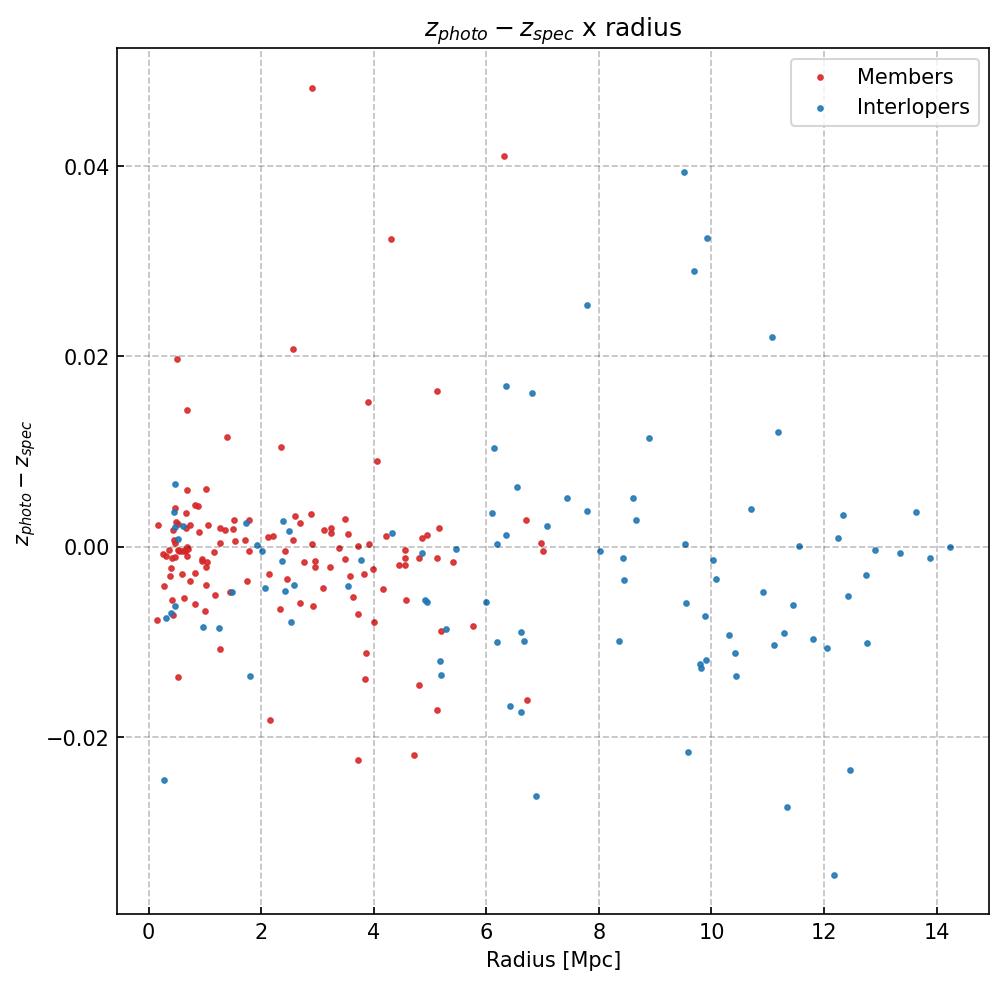 z_photo − z_spec x radius
Members
Interlopers
0.04
0.02
0.00
−0.02
z_photo − z_spec
0 2 4 6 8 10 12 14
Radius [Mpc]